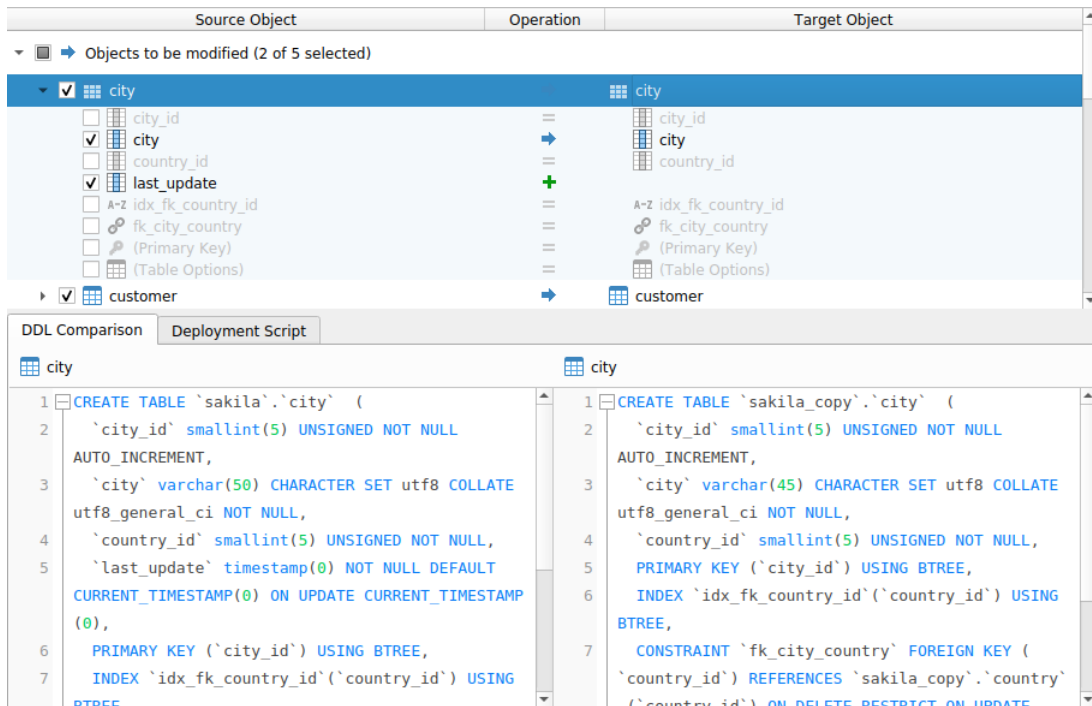 Source Object Operation Target Object
Objects to be modified (2 of 5 selected)
city city
city_id = city_id
city city
country_id = country_id
last_update +
A-Z idx_fk_country_id = A-Z idx_fk_country_id
fk_city_country = fk_city_country
(Primary Key) = (Primary Key)
(Table Options) = (Table Options)
customer customer
DDL Comparison Deployment Script
city
1 CREATE TABLE `sakila`.`city`  (
2 `city_id` smallint(5) UNSIGNED NOT NULL
AUTO_INCREMENT,
3 `city` varchar(50) CHARACTER SET utf8 COLLATE
utf8_general_ci NOT NULL,
4 `country_id` smallint(5) UNSIGNED NOT NULL,
5 `last_update` timestamp(0) NOT NULL DEFAULT
CURRENT_TIMESTAMP(0) ON UPDATE CURRENT_TIMESTAMP
(0),
6 PRIMARY KEY (`city_id`) USING BTREE,
7 INDEX `idx_fk_country_id`(`country_id`) USING
BTREE
city
1 CREATE TABLE `sakila_copy`.`city`  (
2 `city_id` smallint(5) UNSIGNED NOT NULL
AUTO_INCREMENT,
3 `city` varchar(45) CHARACTER SET utf8 COLLATE
utf8_general_ci NOT NULL,
4 `country_id` smallint(5) UNSIGNED NOT NULL,
5 PRIMARY KEY (`city_id`) USING BTREE,
6 INDEX `idx_fk_country_id`(`country_id`) USING
BTREE,
7 CONSTRAINT `fk_city_country` FOREIGN KEY (
`country_id`) REFERENCES `sakila_copy`.`country`
(`country_id`) ON DELETE RESTRICT ON UPDATE